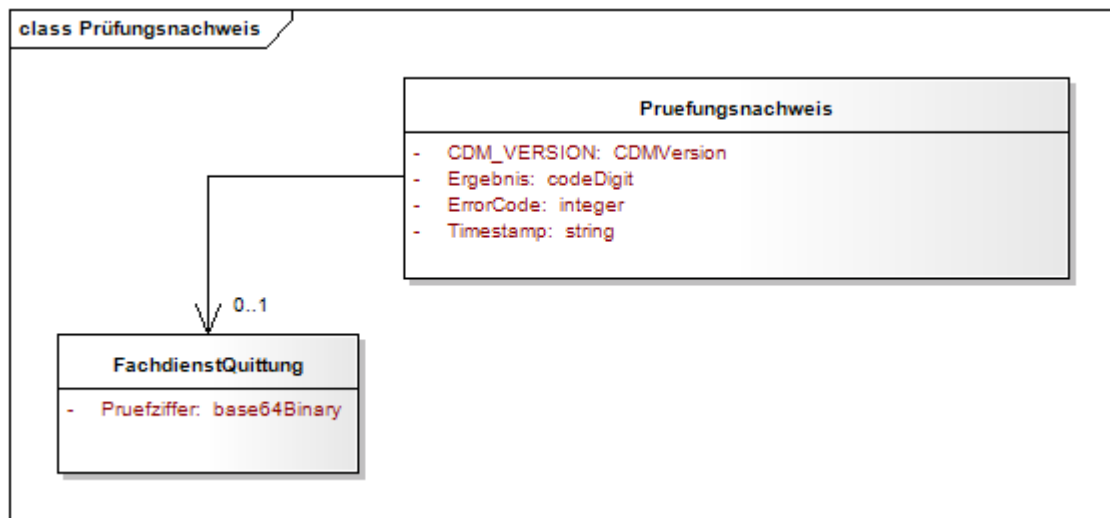 class Prüfungsnachweis
Pruefungsnachweis
- CDM_VERSION: CDMVersion
- Ergebnis: codeDigit
- ErrorCode: integer
- Timestamp: string
0..1
FachdienstQuittung
- Pruefziffer: base64Binary